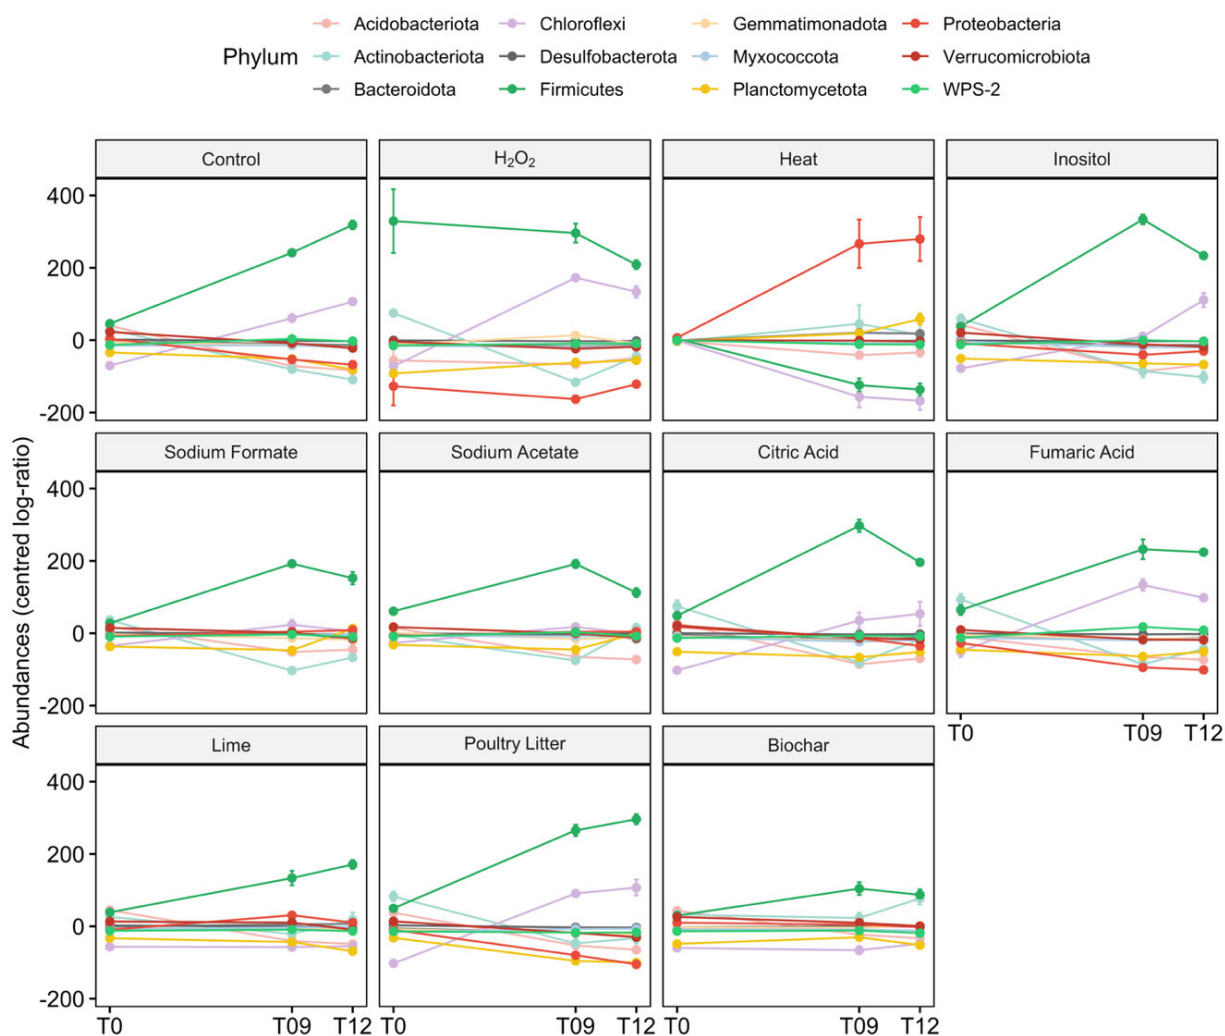 Acidobacteriota Chloroflexi Gemmatimonadota Proteobacteria
Phylum Actinobacteriota Desulfobacterota Myxococcota Verrucomicrobiota
Bacteroidota Firmicutes Planctomycetota WPS-2
Control H₂O₂ Heat Inositol
400
200
0
-200
Sodium Formate Sodium Acetate Citric Acid Fumaric Acid
400
200
0
-200
Abundances (centred log-ratio)
T0 T09 T12
Lime Poultry Litter Biochar
400
200
0
-200
T0 T09 T12 T0 T09 T12 T0 T09 T12